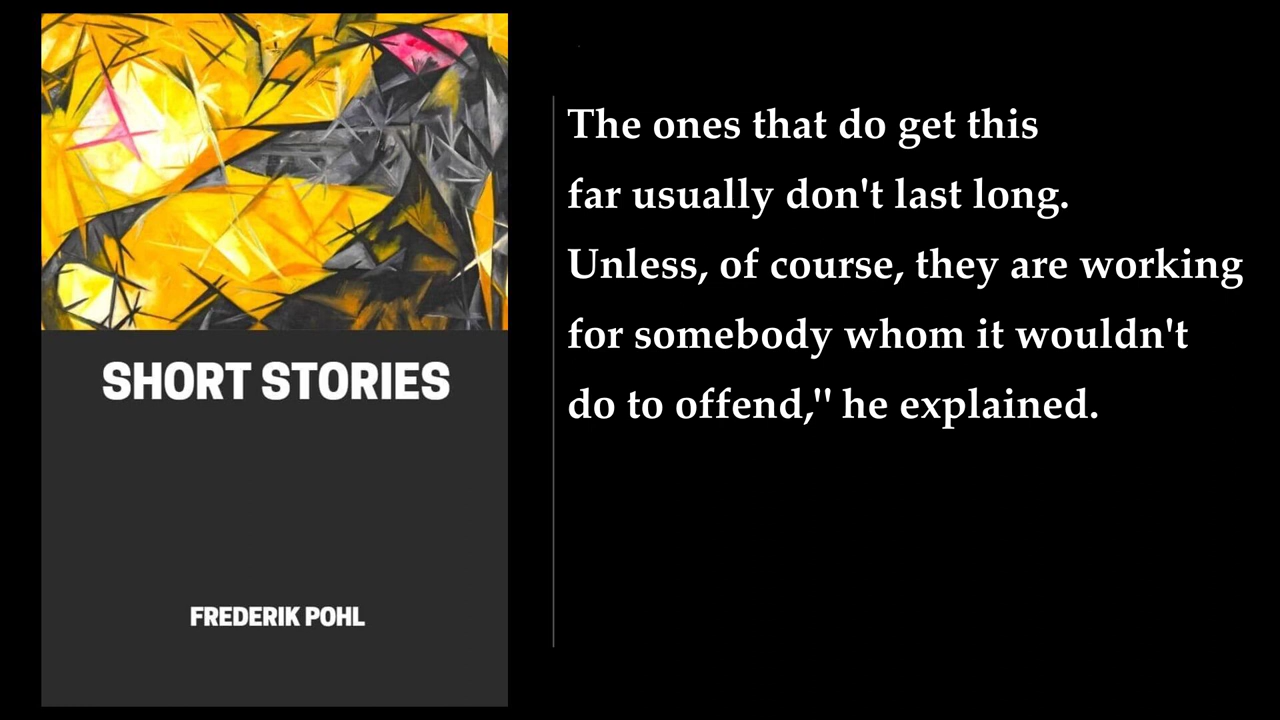 SHORT STORIES
FREDERIK POHL
The ones that do get this
far usually don't last long.
Unless, of course, they are working
for somebody whom it wouldn't
do to offend," he explained.